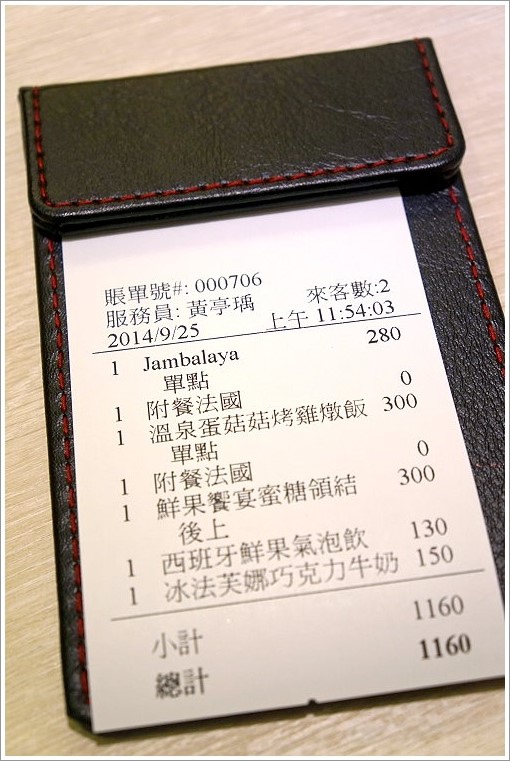 賬單號#: 000706
服務員: 黃亭瑀 來客數:2
2014/9/25 上午 11:54:03
1 Jambalaya 280
單點
1 附餐法國 0
1 溫泉蛋菇菇烤雞燉飯 300
單點
1 附餐法國 0
1 鮮果饗宴蜜糖領結 300
後上
1 西班牙鮮果氣泡飲 130
1 冰法芙娜巧克力牛奶 150
小計 1160
總計 1160